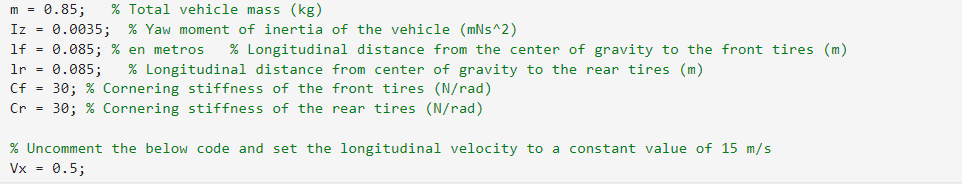 m = 0.85;   % Total vehicle mass (kg)
Iz = 0.0035;  % Yaw moment of inertia of the vehicle (mNs^2)
lf = 0.085; % en metros   % Longitudinal distance from the center of gravity to the front tires (m)
lr = 0.085;   % Longitudinal distance from center of gravity to the rear tires (m)
Cf = 30; % Cornering stiffness of the front tires (N/rad)
Cr = 30; % Cornering stiffness of the rear tires (N/rad)
% Uncomment the below code and set the longitudinal velocity to a constant value of 15 m/s
Vx = 0.5;